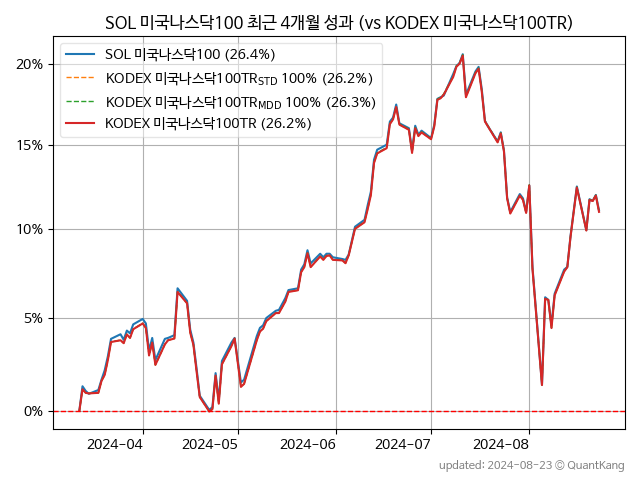 SOL 미국나스닥100 최근 4개월 성과 (vs KODEX 미국나스닥100TR)
SOL 미국나스닥100 (26.4%)
KODEX 미국나스닥100TR_STD 100% (26.2%)
KODEX 미국나스닥100TR_MDD 100% (26.3%)
KODEX 미국나스닥100TR (26.2%)
20%
15%
10%
5%
0%
2024-04 2024-05 2024-06 2024-07 2024-08
updated: 2024-08-23 © QuantKang